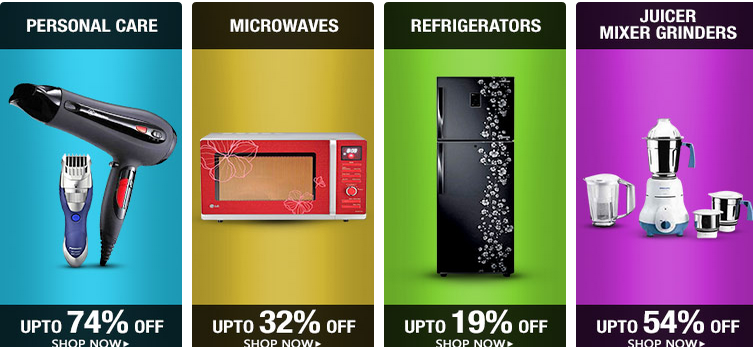 PERSONAL CARE
UPTO 74% OFF
SHOP NOW
MICROWAVES
LG
UPTO 32% OFF
SHOP NOW
REFRIGERATORS
UPTO 19% OFF
SHOP NOW
JUICER
MIXER GRINDERS
UPTO 54% OFF
SHOP NOW